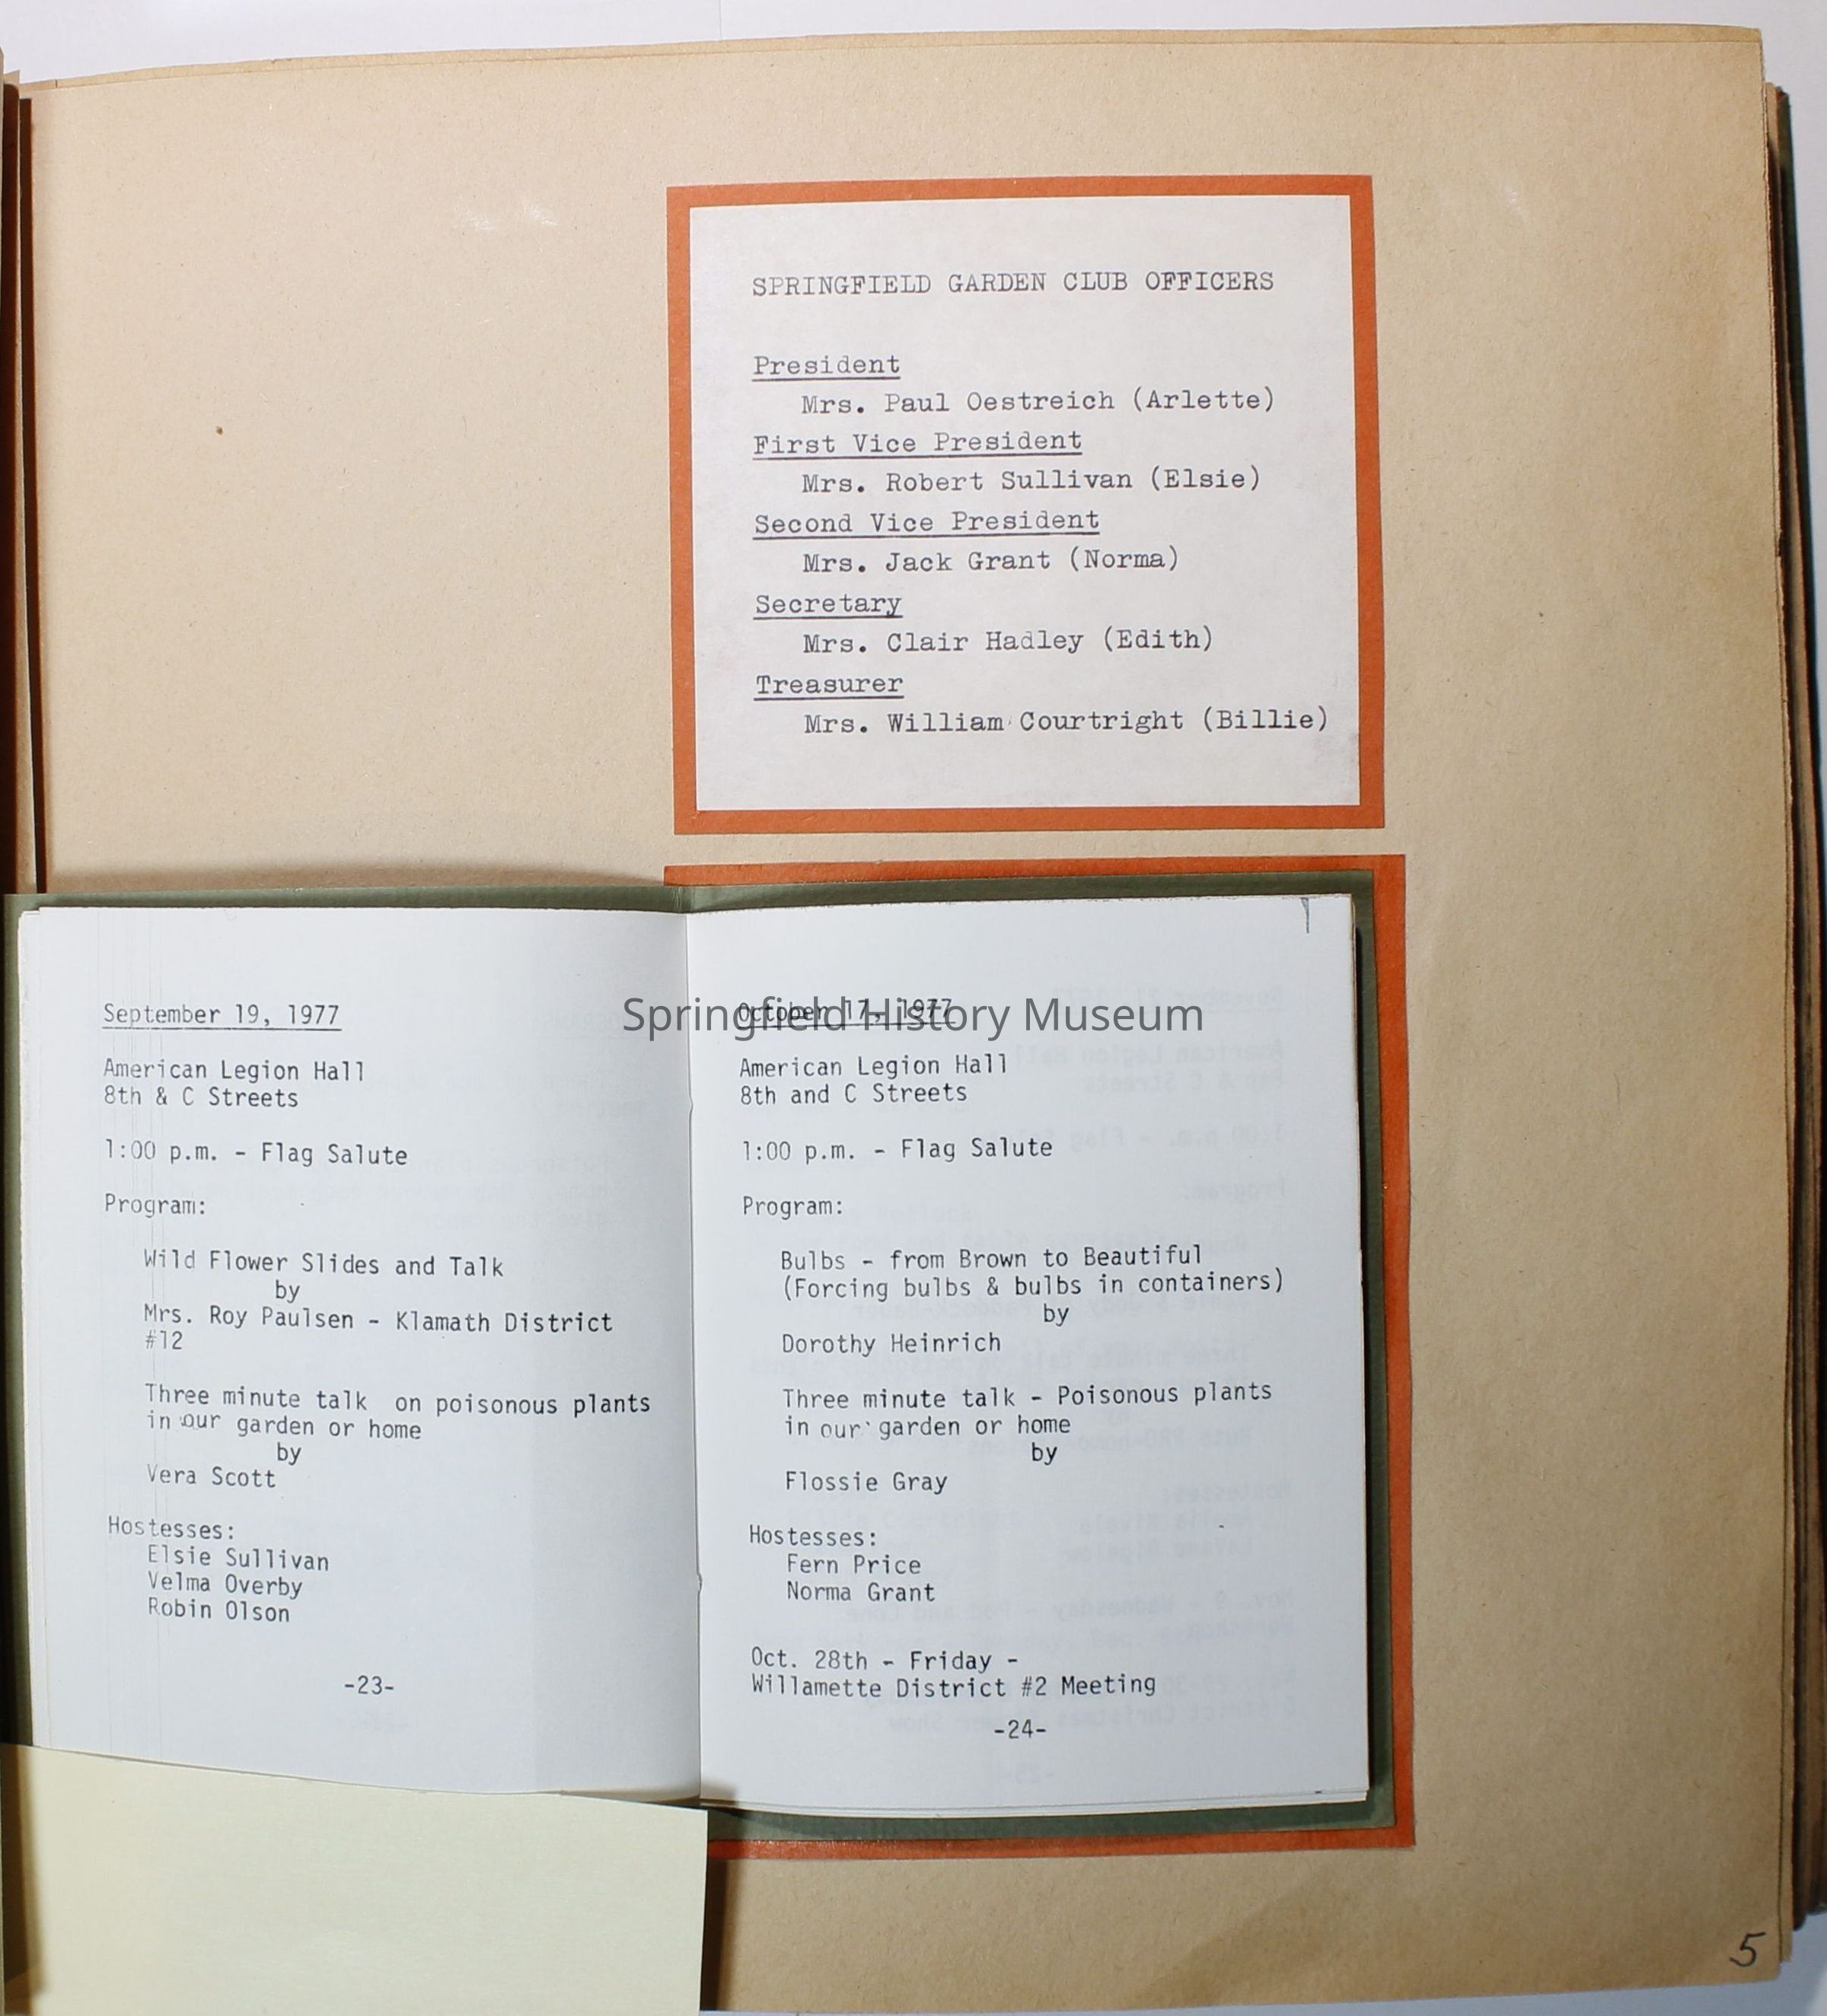 SPRINGFIELD GARDEN CLUB OFFICERS
President
Mrs. Paul Oestreich (Arlette)
First Vice President
Mrs. Robert Sullivan (Elsie)
Second Vice President
Mrs. Jack Grant (Norma)
Secretary
Mrs. Clair Hadley (Edith)
Treasurer
Mrs. William Courtright (Billie)
September 19, 1977
American Legion Hall
8th & C Streets
1:00 p.m. - Flag Salute
Program:
Wild Flower Slides and Talk
by
Mrs. Roy Paulsen - Klamath District
#12
Three minute talk on poisonous plants
in our garden or home
by
Vera Scott
Hostesses:
Elsie Sullivan
Velma Overby
Robin Olson
-23-
October 17, 1977
American Legion Hall
8th and C Streets
1:00 p.m. - Flag Salute
Program:
Bulbs - from Brown to Beautiful
(Forcing bulbs & bulbs in containers)
by
Dorothy Heinrich
Three minute talk - Poisonous plants
in our garden or home
by
Flossie Gray
Hostesses:
Fern Price
Norma Grant
Oct. 28th - Friday -
Willamette District #2 Meeting
-24-
Springfield History Museum
5